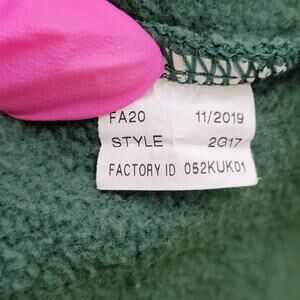 FA20 11/2019
STYLE 2G17
FACTORY ID 052KUK01